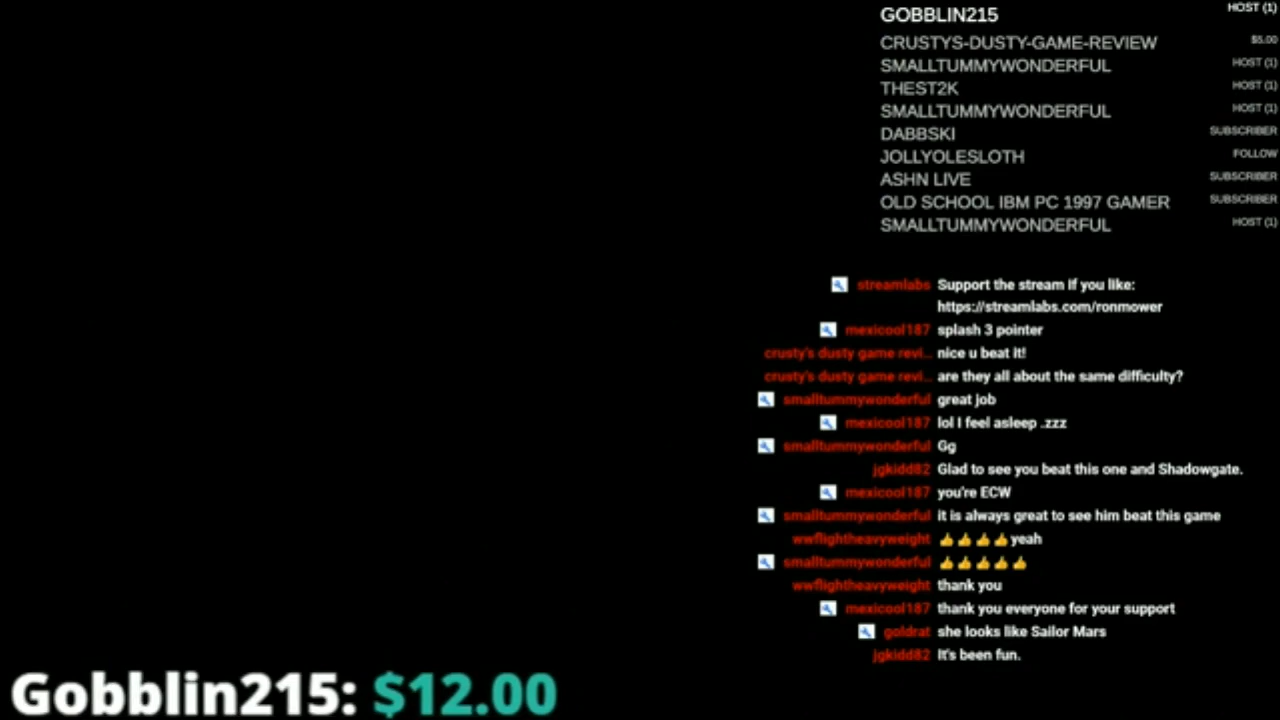 GOBBLIN215 HOST (1)
CRUSTYS-DUSTY-GAME-REVIEW $5.00
SMALLTUMMYWONDERFUL HOST (1)
THEST2K HOST (1)
SMALLTUMMYWONDERFUL HOST (1)
DABBSKI SUBSCRIBER
JOLLYOLESLOTH FOLLOW
ASHN LIVE SUBSCRIBER
OLD SCHOOL IBM PC 1997 GAMER SUBSCRIBER
SMALLTUMMYWONDERFUL HOST (1)
streamlabs Support the stream if you like:
https://streamlabs.com/ronmower
mexicool187 splash 3 pointer
crusty's dusty game revi... nice u beat it!
crusty's dusty game revi... are they all about the same difficulty?
smalltummywonderful great job
mexicool187 lol I feel asleep .zzz
smalltummywonderful Gg
jgkidd82 Glad to see you beat this one and Shadowgate.
mexicool187 you're ECW
smalltummywonderful it is always great to see him beat this game
wwflightheavyweight 👍👍👍👍yeah
smalltummywonderful 👍👍👍👍👍
wwflightheavyweight thank you
mexicool187 thank you everyone for your support
goldrat she looks like Sailor Mars
jgkidd82 It's been fun.
Gobblin215: $12.00